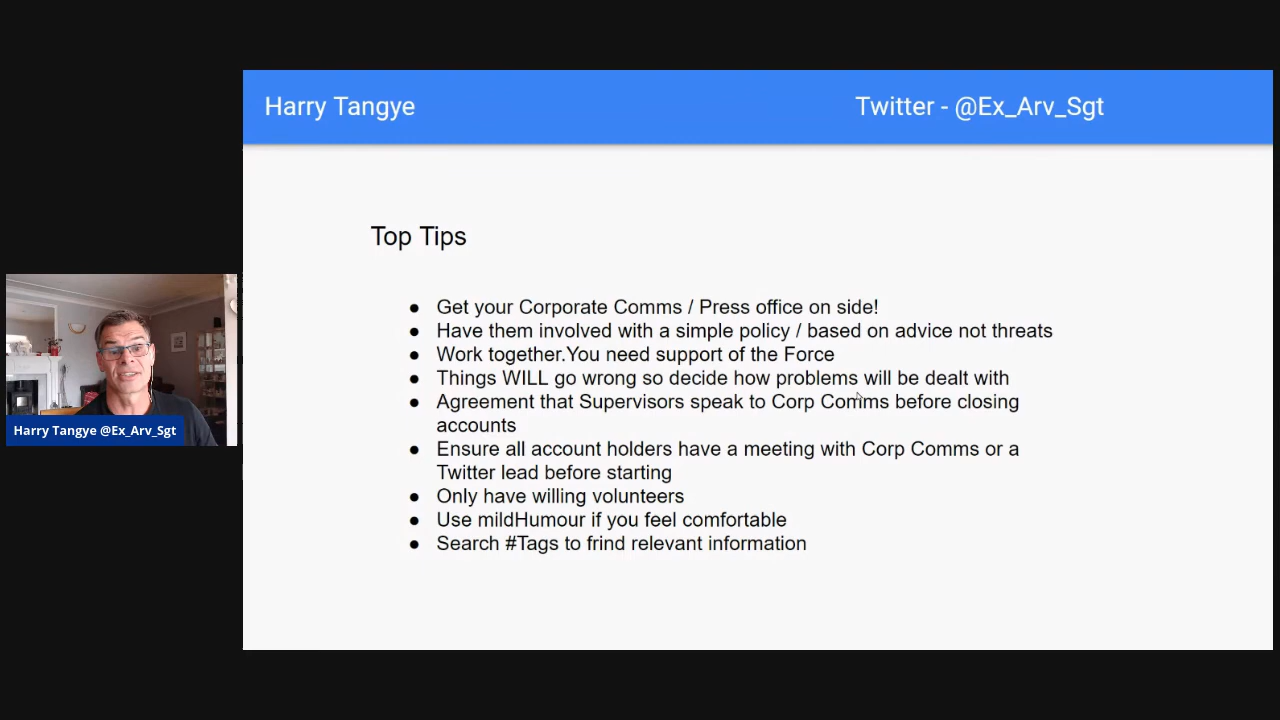 Harry Tangye
Twitter - @Ex_Arv_Sgt
Top Tips
● Get your Corporate Comms / Press office on side!
● Have them involved with a simple policy / based on advice not threats
● Work together.You need support of the Force
● Things WILL go wrong so decide how problems will be dealt with
● Agreement that Supervisors speak to Corp Comms before closing
accounts
● Ensure all account holders have a meeting with Corp Comms or a
Twitter lead before starting
● Only have willing volunteers
● Use mildHumour if you feel comfortable
● Search #Tags to frind relevant information
Harry Tangye @Ex_Arv_Sgt